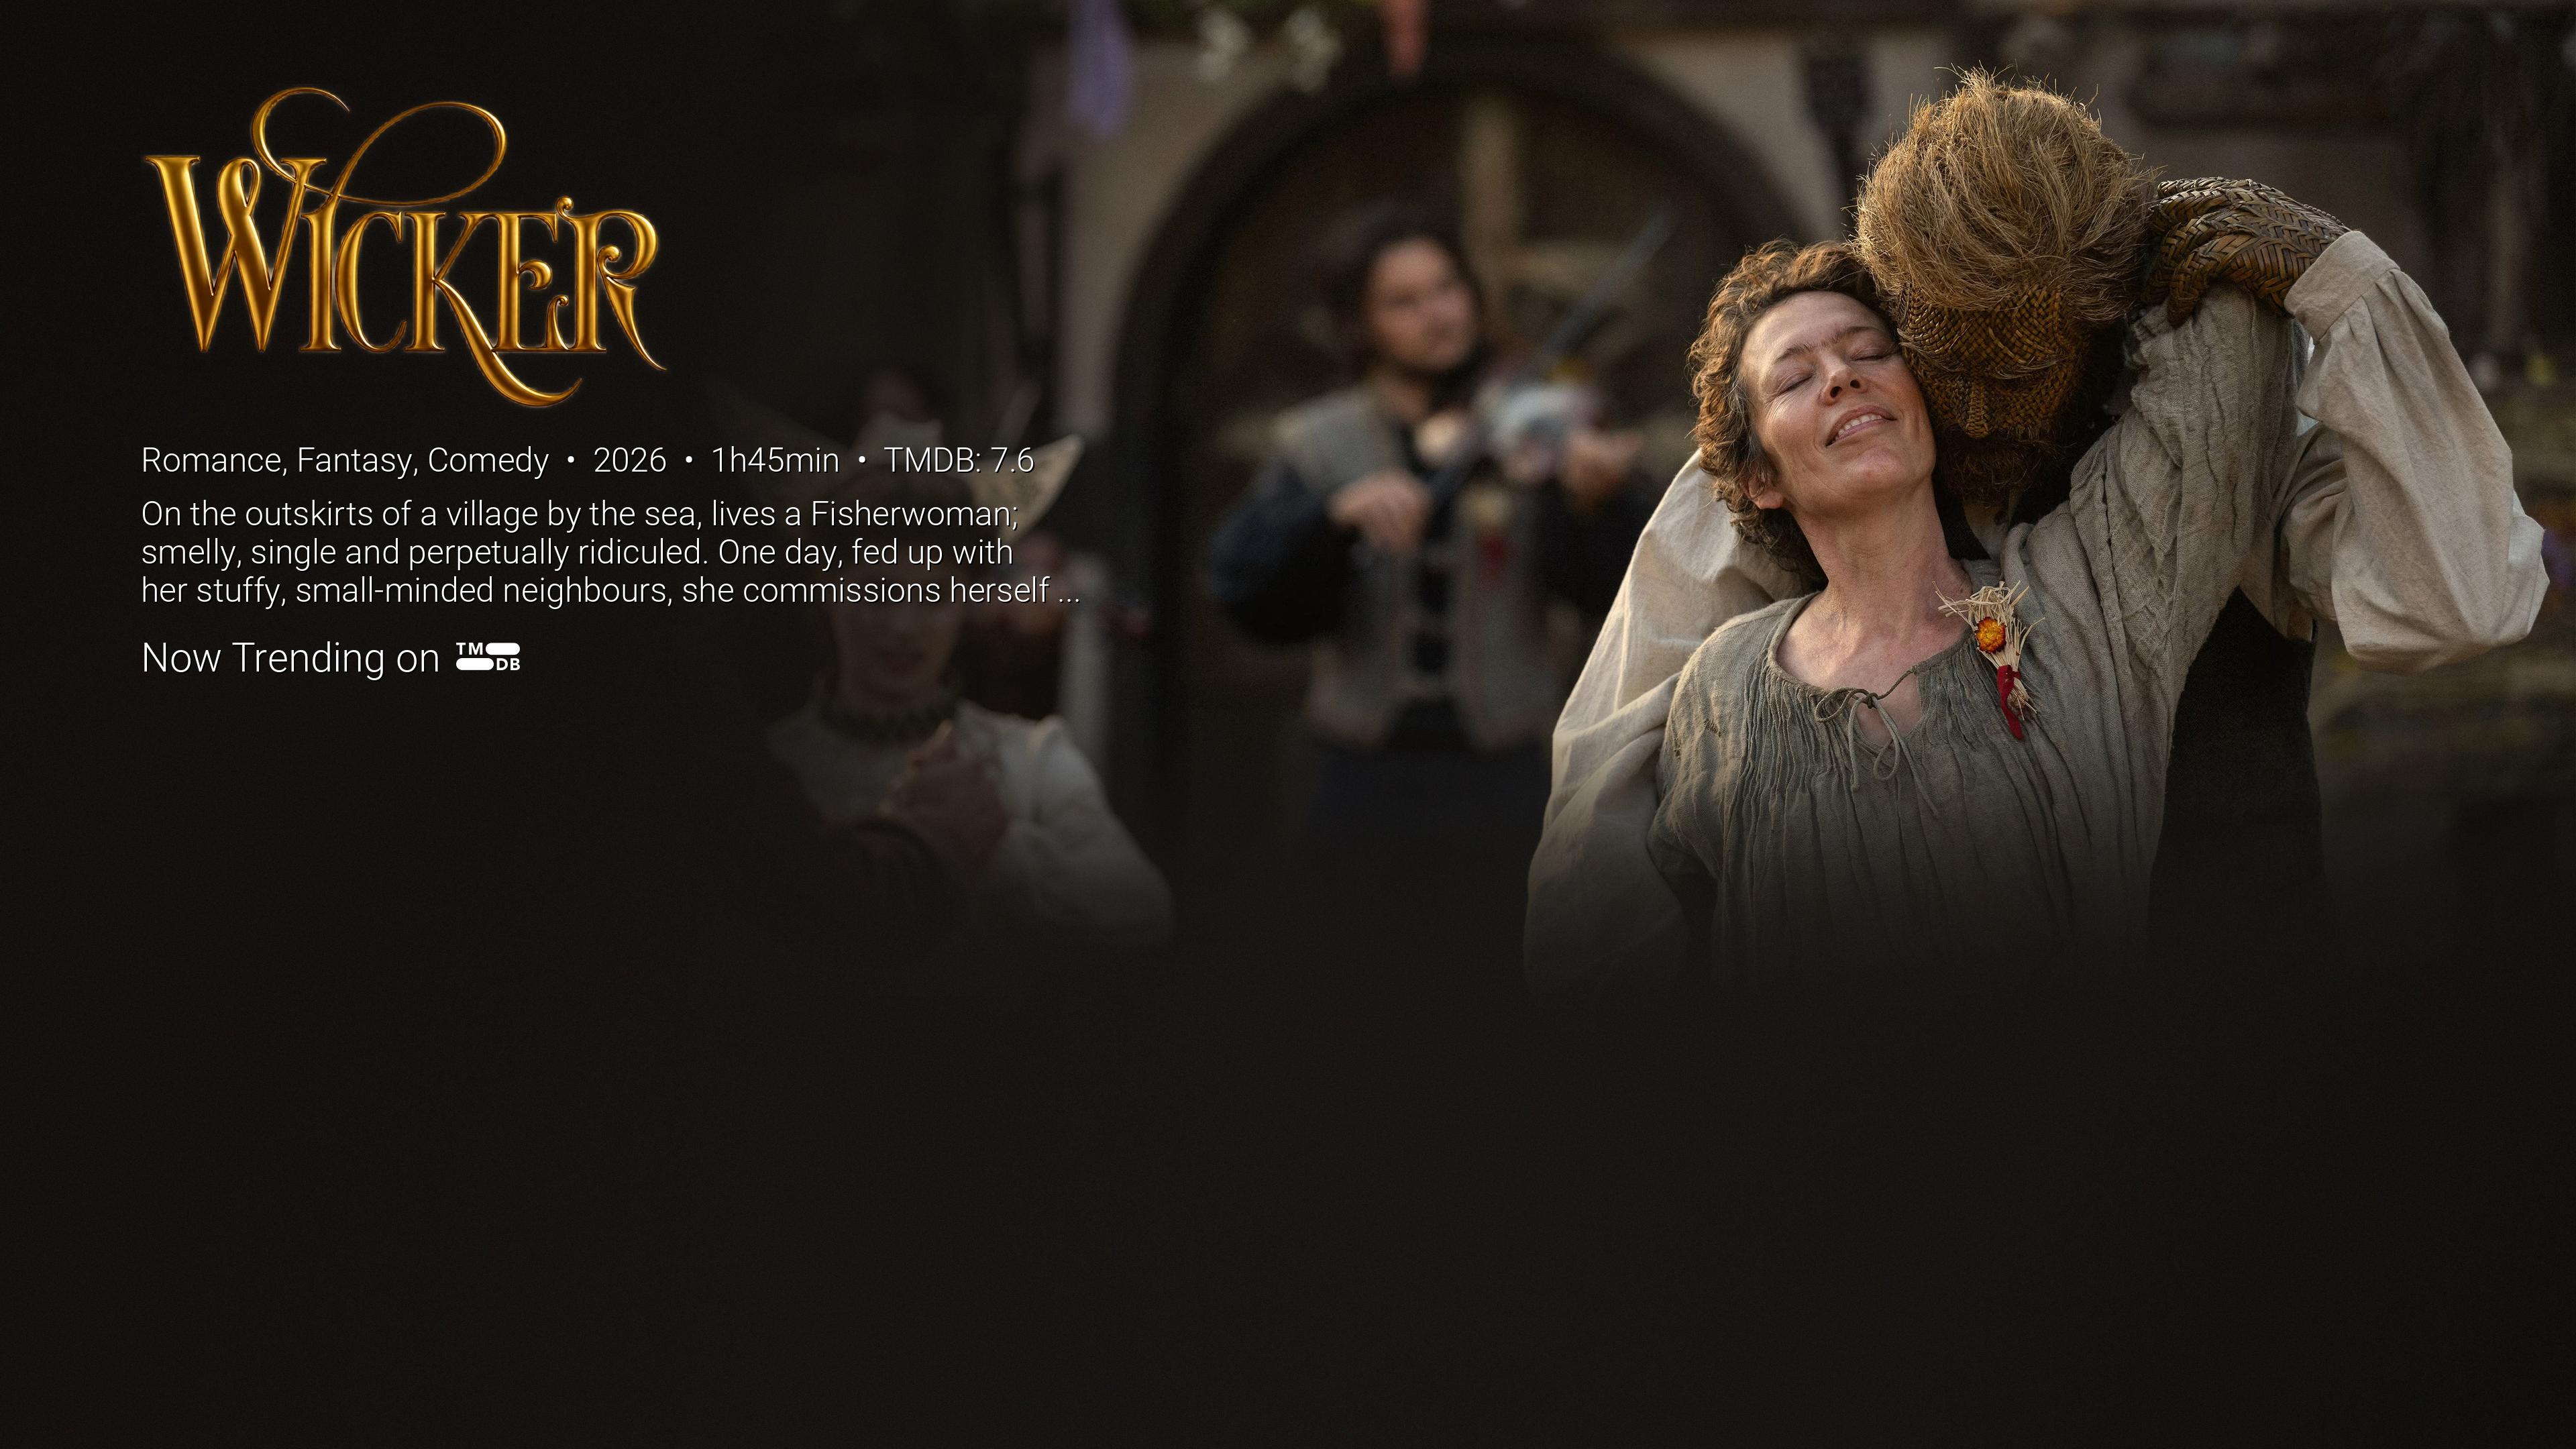 WICKER
Romance, Fantasy, Comedy • 2026 • 1h45min • TMDB: 7.6
On the outskirts of a village by the sea, lives a Fisherwoman;
smelly, single and perpetually ridiculed. One day, fed up with
her stuffy, small-minded neighbours, she commissions herself ...
Now Trending on TMDB